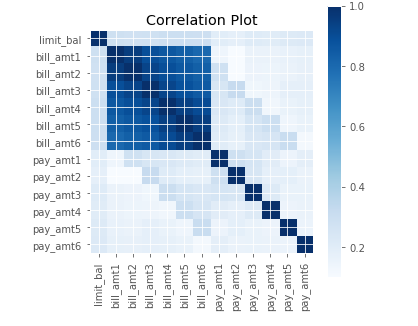 Correlation Plot
limit_bal
bill_amt1
bill_amt2
bill_amt3
bill_amt4
bill_amt5
bill_amt6
pay_amt1
pay_amt2
pay_amt3
pay_amt4
pay_amt5
pay_amt6
limit_bal
bill_amt1
bill_amt2
bill_amt3
bill_amt4
bill_amt5
bill_amt6
pay_amt1
pay_amt2
pay_amt3
pay_amt4
pay_amt5
pay_amt6
1.0
0.8
0.6
0.4
0.2